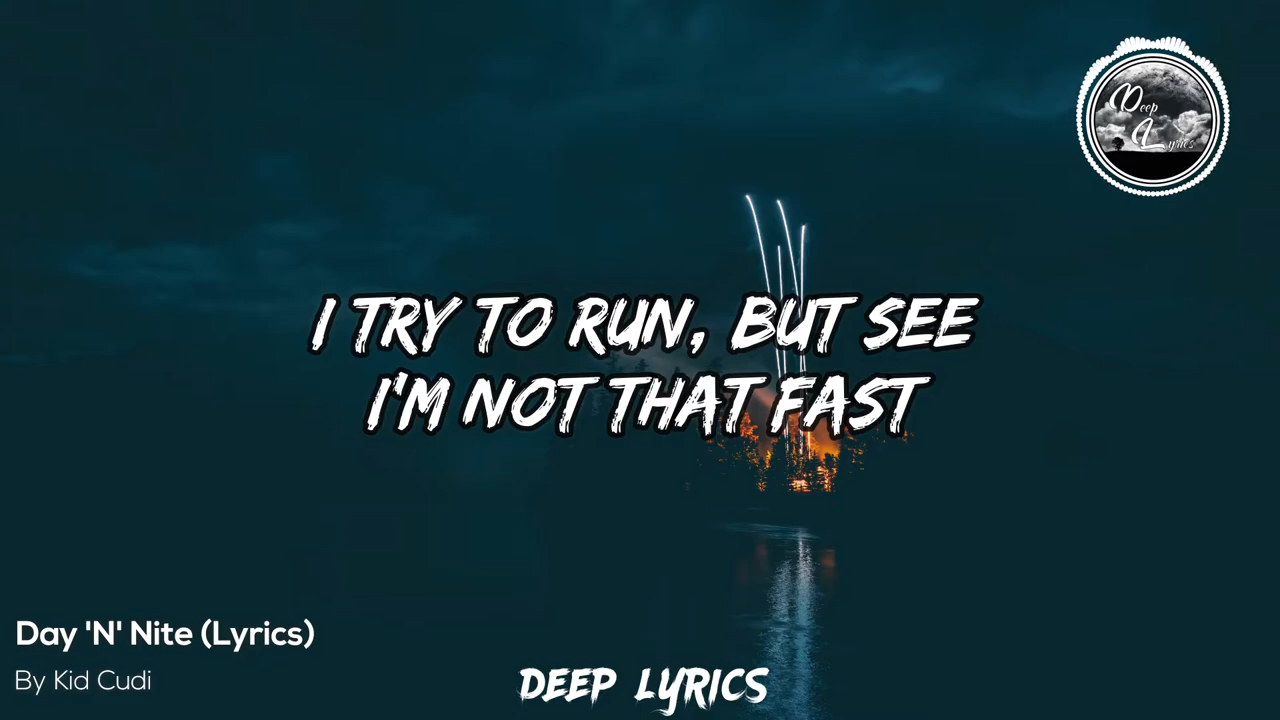 Deep
Lyrics
I TRY TO RUN, BUT SEE
I'M NOT THAT FAST
Day 'N' Nite (Lyrics)
By Kid Cudi
DEEP LYRICS